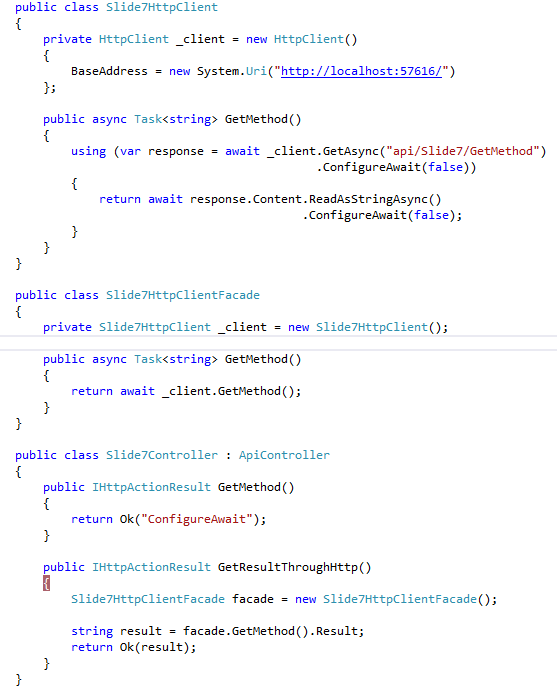 public class Slide7HttpClient
{
    private HttpClient _client = new HttpClient()
    {
        BaseAddress = new System.Uri("http://localhost:57616/")
    };

    public async Task<string> GetMethod()
    {
        using (var response = await _client.GetAsync("api/Slide7/GetMethod")
                                           .ConfigureAwait(false))
        {
            return await response.Content.ReadAsStringAsync()
                                         .ConfigureAwait(false);
        }
    }
}

public class Slide7HttpClientFacade
{
    private Slide7HttpClient _client = new Slide7HttpClient();

    public async Task<string> GetMethod()
    {
        return await _client.GetMethod();
    }
}

public class Slide7Controller : ApiController
{
    public IHttpActionResult GetMethod()
    {
        return Ok("ConfigureAwait");
    }

    public IHttpActionResult GetResultThroughHttp()
    {
        Slide7HttpClientFacade facade = new Slide7HttpClientFacade();

        string result = facade.GetMethod().Result;
        return Ok(result);
    }
}